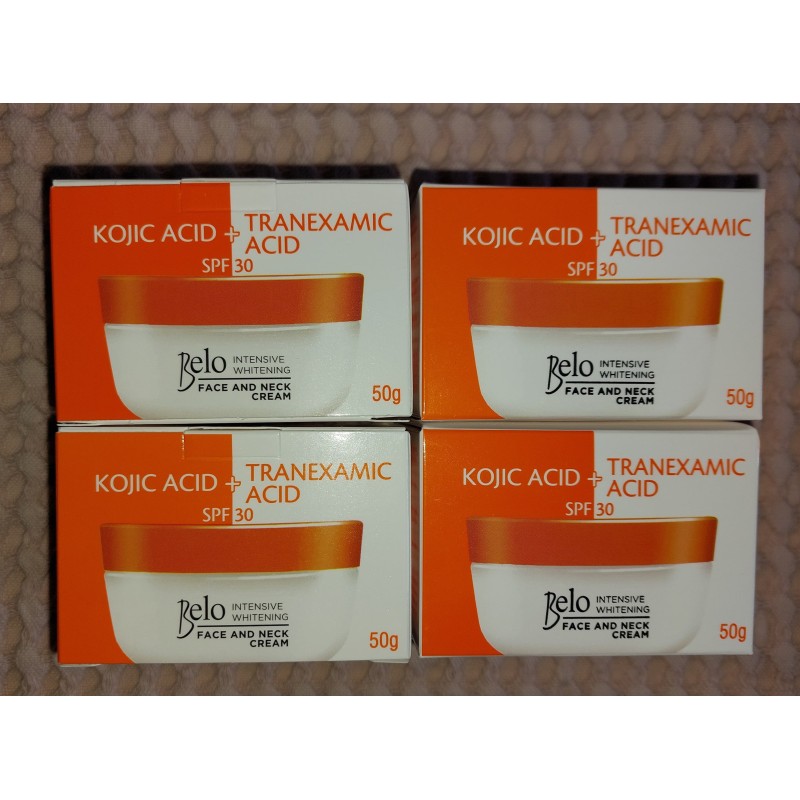 KOJIC ACID + TRANEXAMIC
ACID
SPF 30
Belo INTENSIVE
WHITENING
FACE AND NECK
CREAM
50g
KOJIC ACID + TRANEXAMIC
ACID
SPF 30
Belo INTENSIVE
WHITENING
FACE AND NECK
CREAM
50g
KOJIC ACID + TRANEXAMIC
ACID
SPF 30
Belo INTENSIVE
WHITENING
FACE AND NECK
CREAM
50g
KOJIC ACID + TRANEXAMIC
ACID
SPF 30
Belo INTENSIVE
WHITENING
FACE AND NECK
CREAM
50g